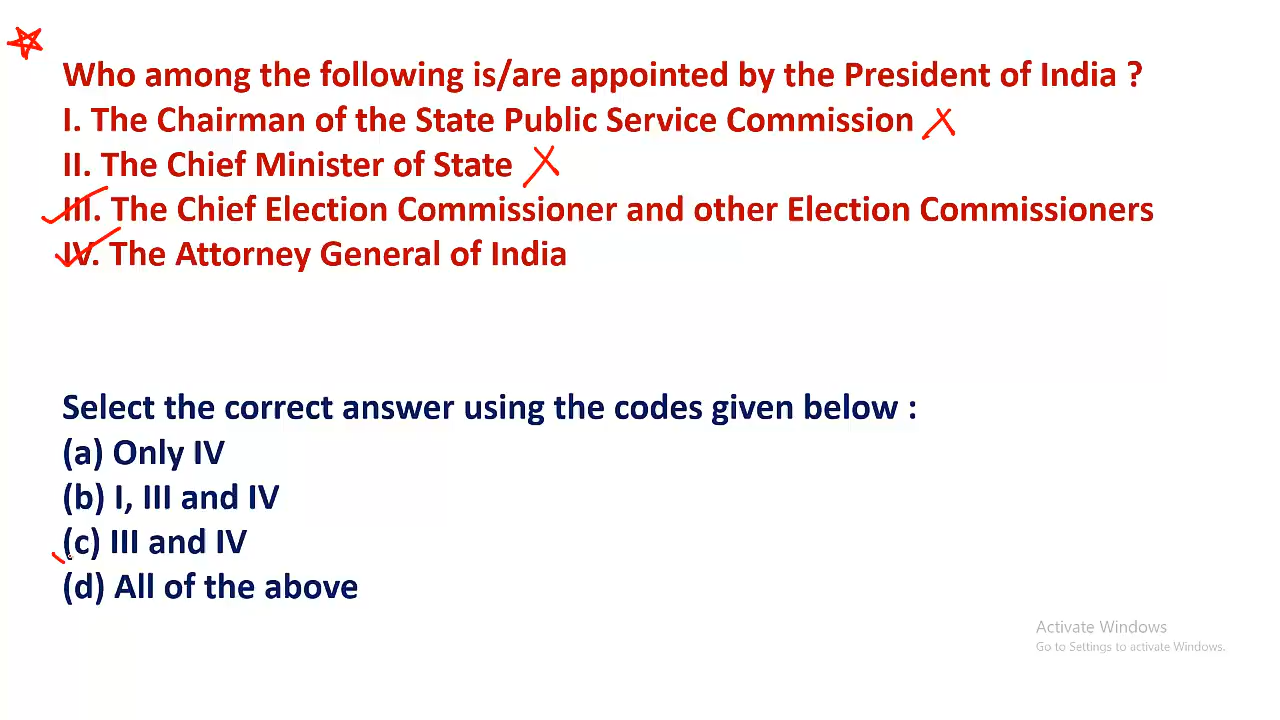 Who among the following is/are appointed by the President of India ?
I. The Chairman of the State Public Service Commission
II. The Chief Minister of State
III. The Chief Election Commissioner and other Election Commissioners
IV. The Attorney General of India
Select the correct answer using the codes given below :
(a) Only IV
(b) I, III and IV
(c) III and IV
(d) All of the above
Activate Windows
Go to Settings to activate Windows.